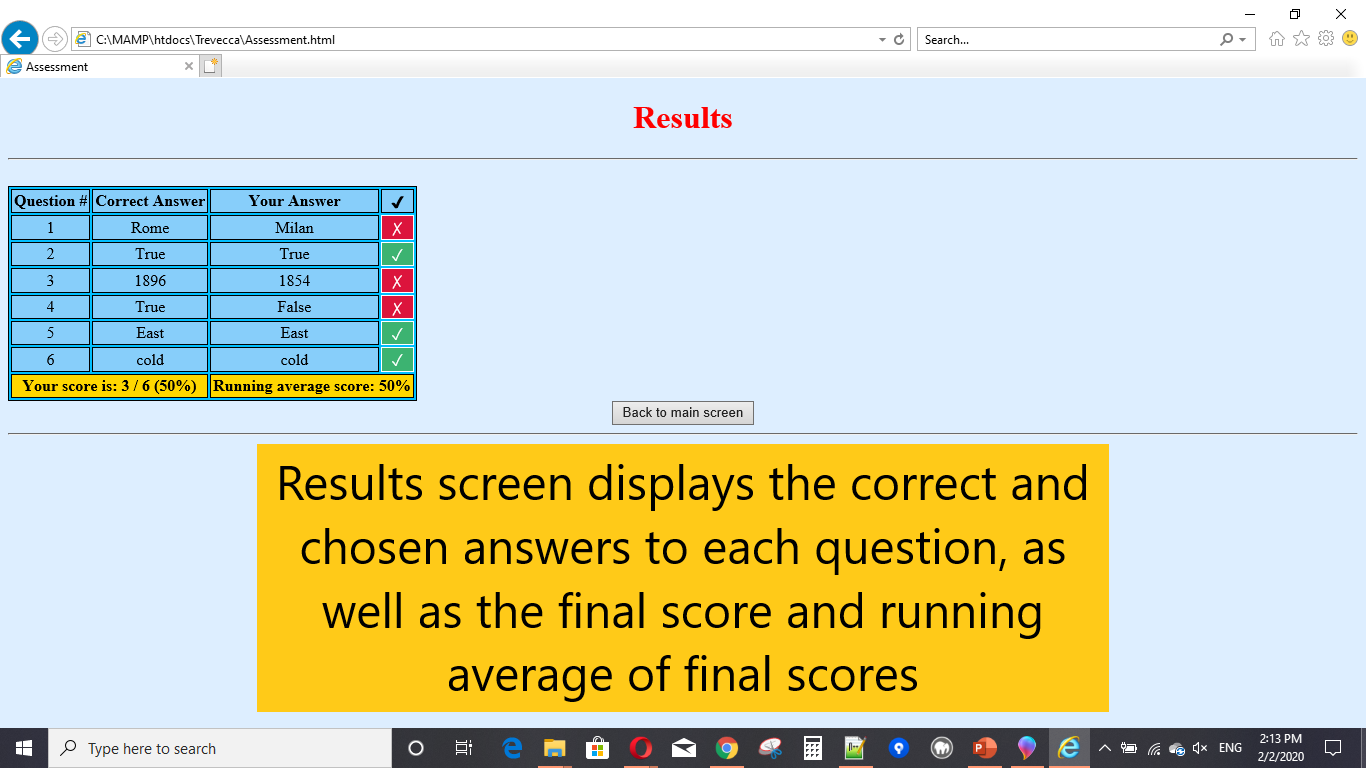 C:\MAMP\htdocs\Trevecca\Assessment.html
Search...
Assessment
Results
Question # Correct Answer Your Answer ✓
1 Rome Milan ✗
2 True True ✓
3 1896 1854 ✗
4 True False ✗
5 East East ✓
6 cold cold ✓
Your score is: 3 / 6 (50%) Running average score: 50%
Back to main screen
Results screen displays the correct and
chosen answers to each question, as
well as the final score and running
average of final scores
Type here to search
ENG
2:13 PM
2/2/2020